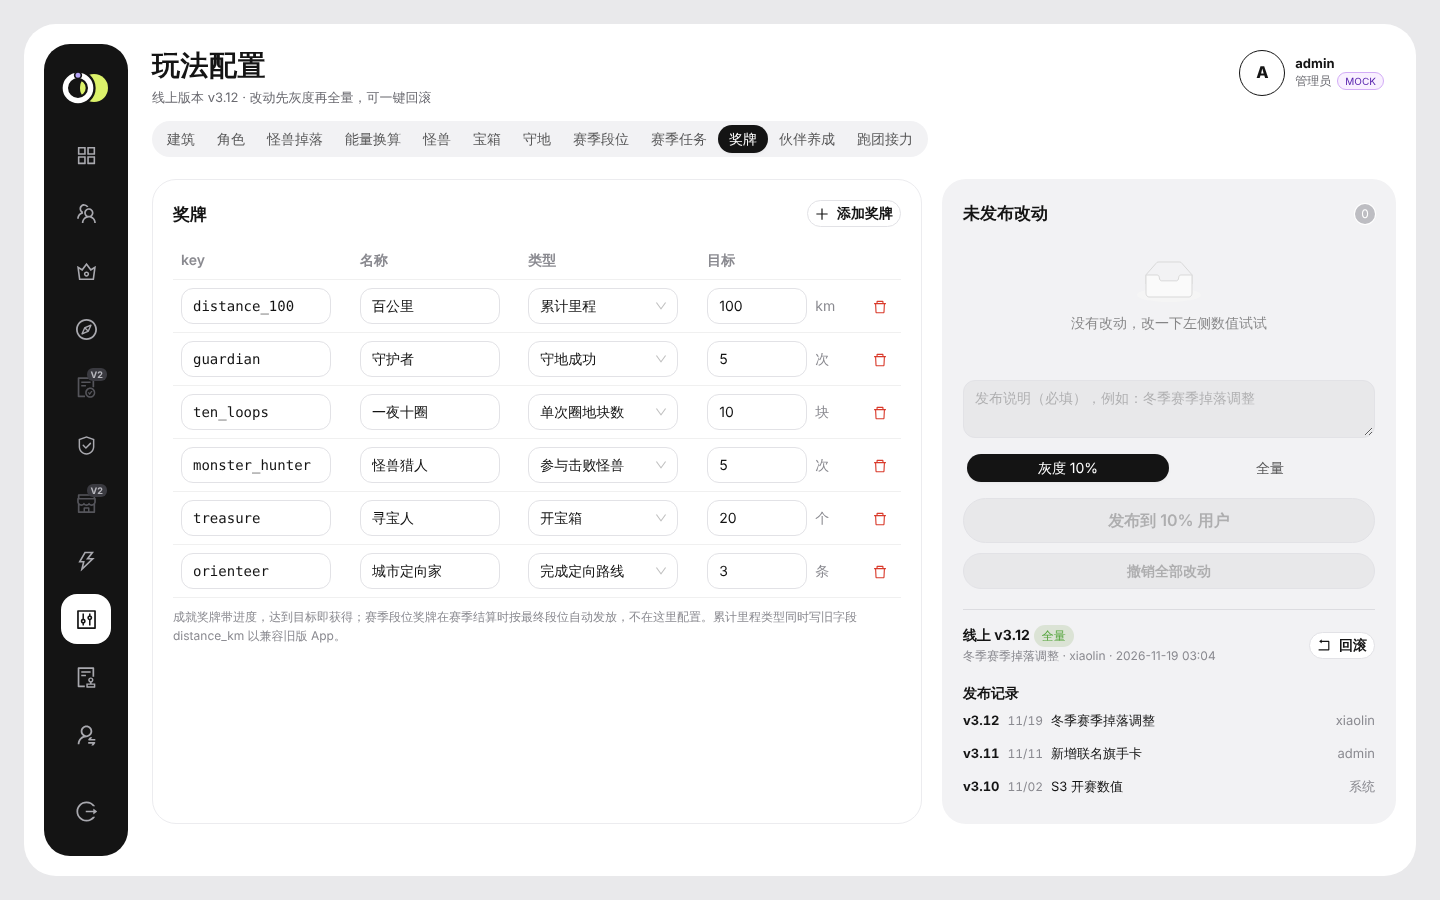 玩法配置
线上版本 v3.12 · 改动先灰度再全量，可一键回滚
A
admin
管理员 MOCK
建筑 角色 怪兽掉落 能量换算 怪兽 宝箱 守地 赛季段位 赛季任务 奖牌 伙伴养成 跑团接力
V2
V2
奖牌
添加奖牌
key 名称 类型 目标
distance_100 百公里 累计里程 100 km
guardian 守护者 守地成功 5 次
ten_loops 一夜十圈 单次圈地块数 10 块
monster_hunter 怪兽猎人 参与击败怪兽 5 次
treasure 寻宝人 开宝箱 20 个
orienteer 城市定向家 完成定向路线 3 条
成就奖牌带进度，达到目标即获得；赛季段位奖牌在赛季结算时按最终段位自动发放，不在这里配置。累计里程类型同时写旧字段
distance_km 以兼容旧版 App。
未发布改动 0
没有改动，改一下左侧数值试试
发布说明（必填），例如：冬季赛季掉落调整
灰度 10% 全量
发布到 10% 用户
撤销全部改动
线上 v3.12 全量
冬季赛季掉落调整 · xiaolin · 2026-11-19 03:04
回滚
发布记录
v3.12 11/19 冬季赛季掉落调整 xiaolin
v3.11 11/11 新增联名旗手卡 admin
v3.10 11/02 S3 开赛数值 系统